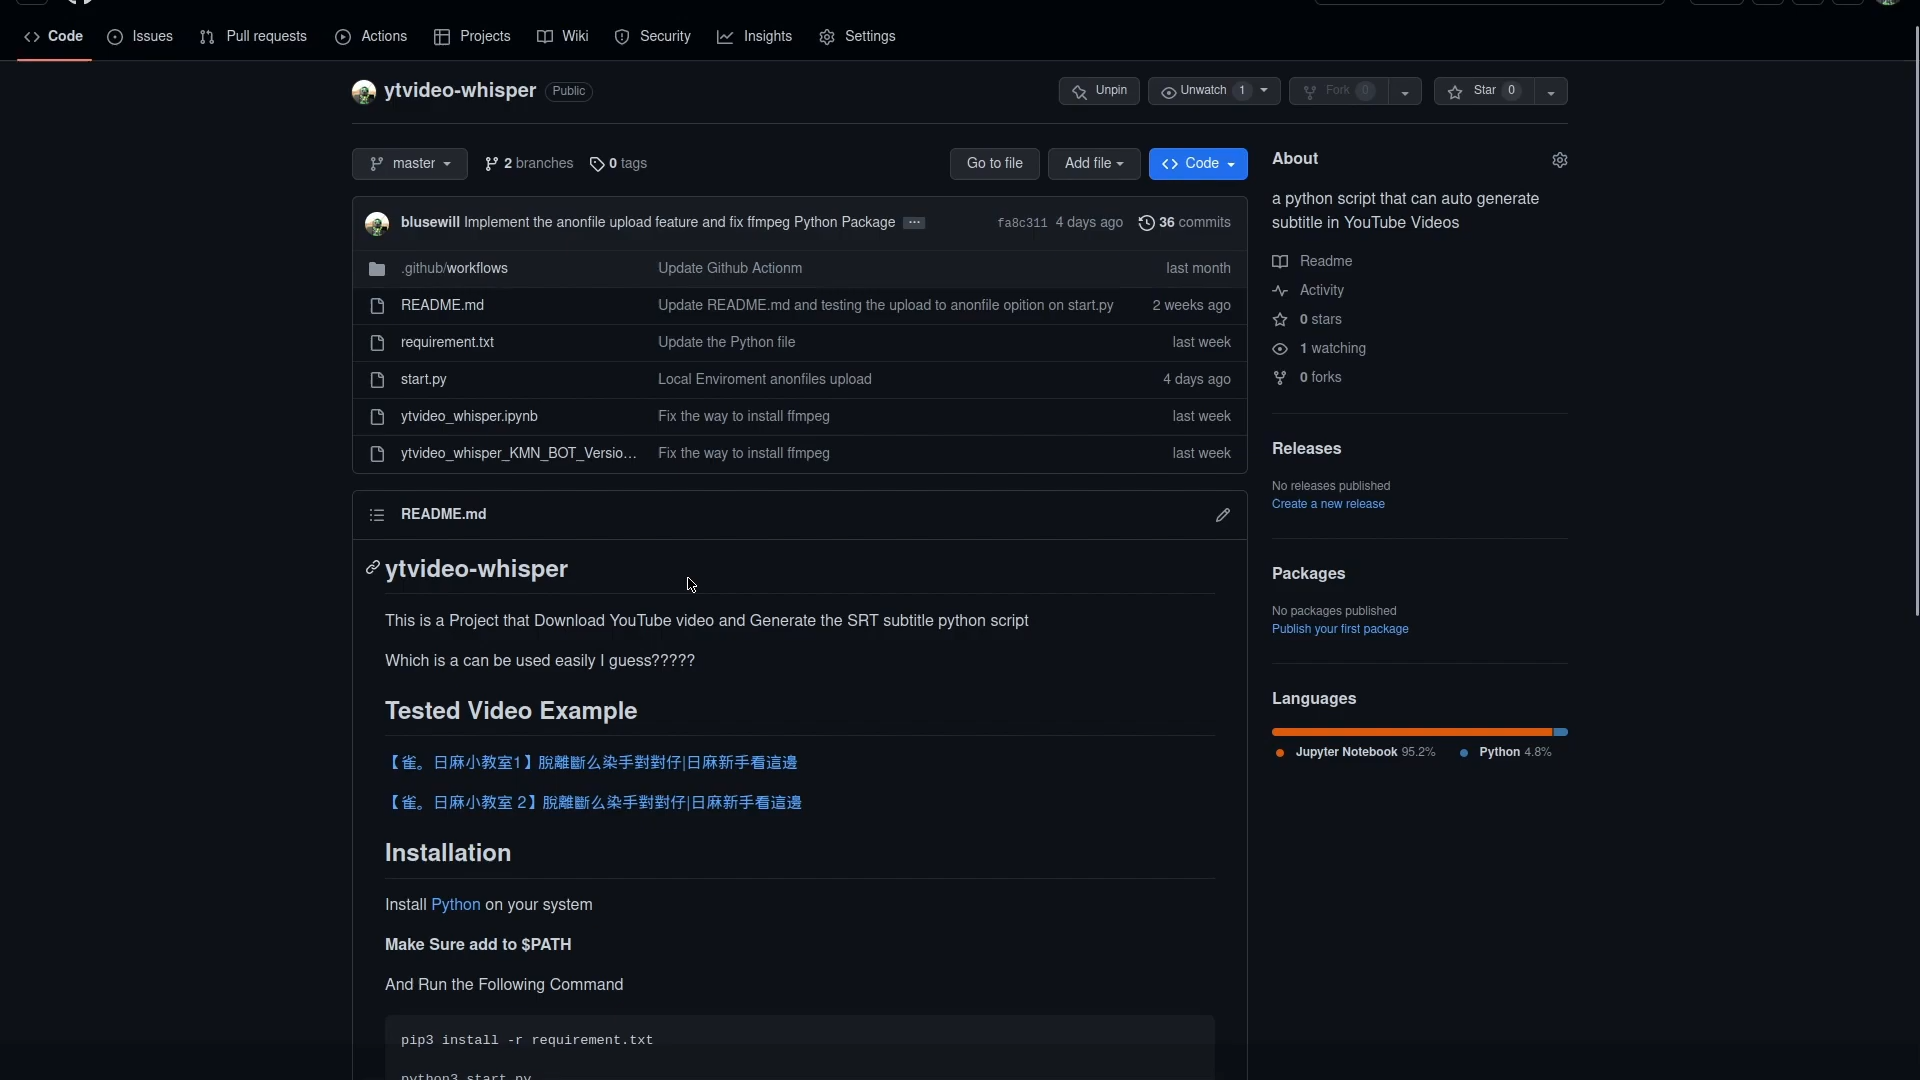 Code Issues Pull requests Actions Projects Wiki Security Insights Settings
ytvideo-whisper Public
Unpin Unwatch 1 Fork 0 Star 0
master 2 branches 0 tags Go to file Add file Code
blusewill Implement the anonfile upload feature and fix ffmpeg Python Package ... fa8c311 4 days ago 36 commits
.github/workflows Update Github Actionm last month
README.md Update README.md and testing the upload to anonfile opition on start.py 2 weeks ago
requirement.txt Update the Python file last week
start.py Local Enviroment anonfiles upload 4 days ago
ytvideo_whisper.ipynb Fix the way to install ffmpeg last week
ytvideo_whisper_KMN_BOT_Versio... Fix the way to install ffmpeg last week
README.md
ytvideo-whisper
This is a Project that Download YouTube video and Generate the SRT subtitle python script
Which is a can be used easily I guess?????
Tested Video Example
【雀。日麻小教室1】脫離斷么染手對對仔|日麻新手看這邊
【雀。日麻小教室 2】脫離斷么染手對對仔|日麻新手看這邊
Installation
Install Python on your system
Make Sure add to $PATH
And Run the Following Command
pip3 install -r requirement.txt
python3 start.py
About
a python script that can auto generate
subtitle in YouTube Videos
Readme
Activity
0 stars
1 watching
0 forks
Releases
No releases published
Create a new release
Packages
No packages published
Publish your first package
Languages
Jupyter Notebook 95.2% Python 4.8%